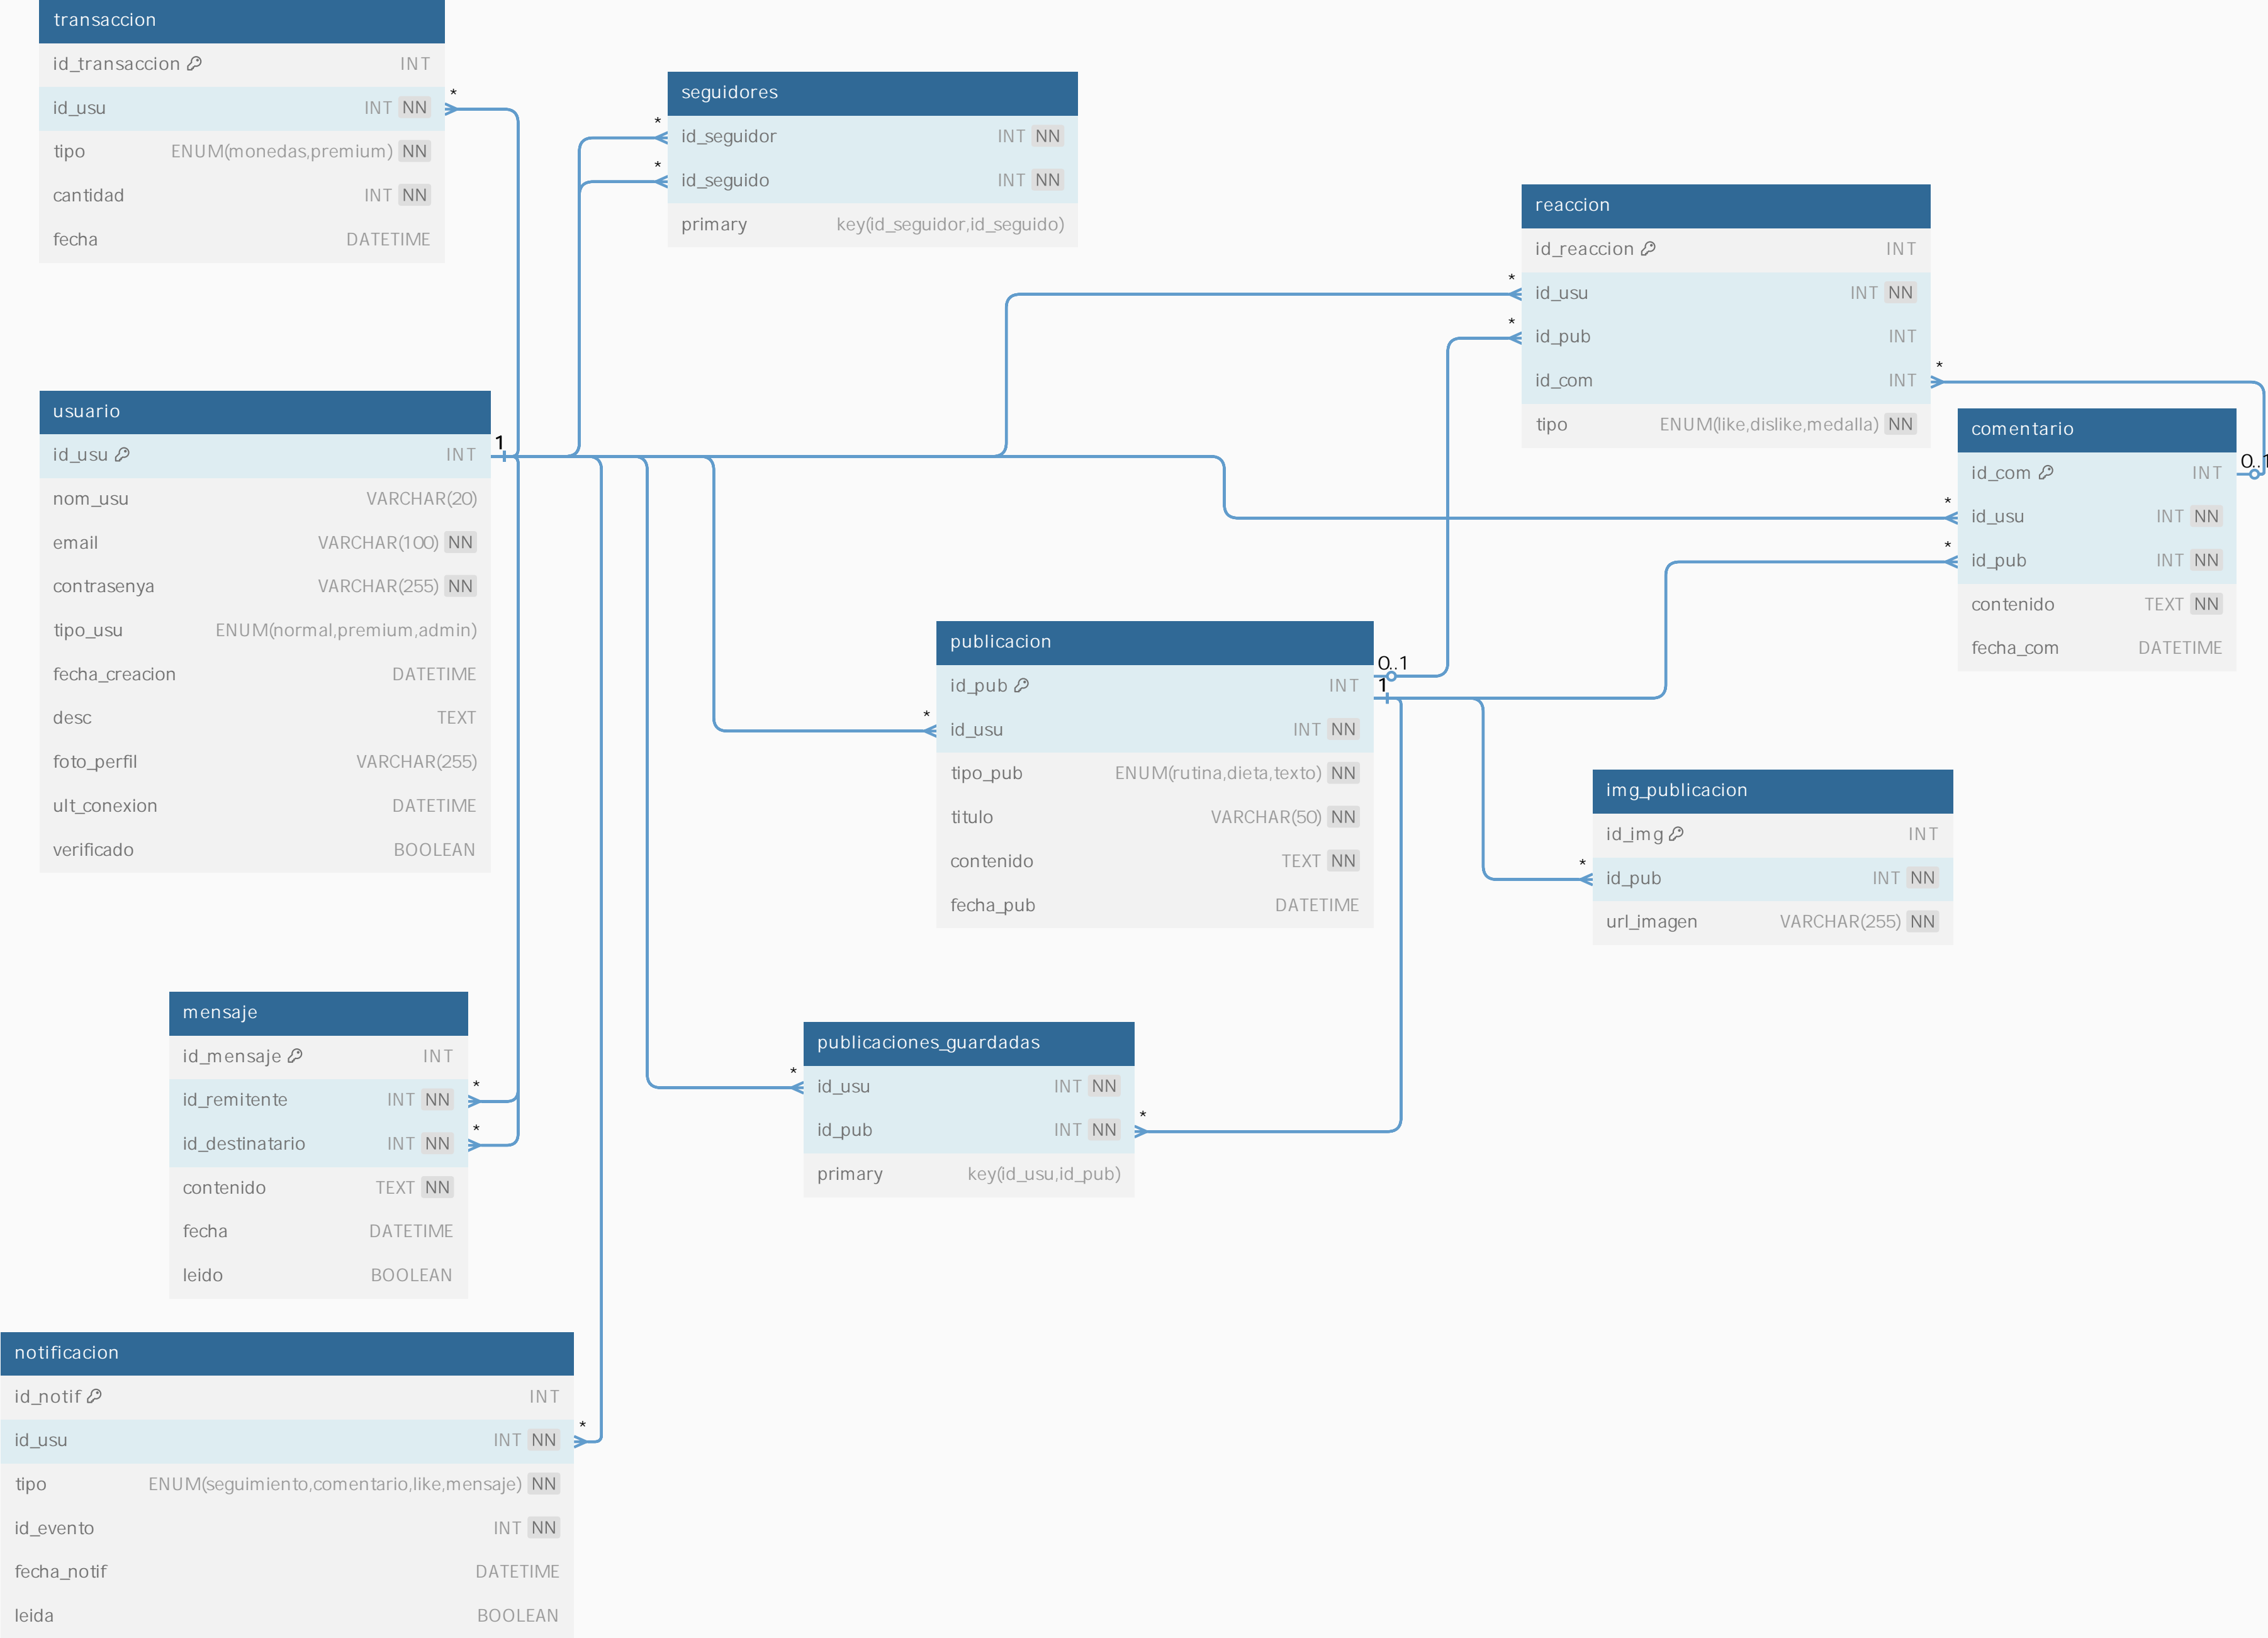 transaccion
id_transaccion INT
id_usu INT NN
*
tipo ENUM(monedas,premium) NN
cantidad INT NN
fecha DATETIME
seguidores
*
id_seguidor INT NN
*
id_seguido INT NN
primary key(id_seguidor,id_seguido)
reaccion
id_reaccion INT
*
id_usu INT NN
*
id_pub INT
id_com INT
*
tipo ENUM(like,dislike,medalla) NN
usuario
id_usu INT
1
nom_usu VARCHAR(20)
email VARCHAR(100) NN
contrasenya VARCHAR(255) NN
tipo_usu ENUM(normal,premium,admin)
fecha_creacion DATETIME
desc TEXT
foto_perfil VARCHAR(255)
ult_conexion DATETIME
verificado BOOLEAN
comentario
id_com INT
0..1
*
id_usu INT NN
*
id_pub INT NN
contenido TEXT NN
fecha_com DATETIME
publicacion
id_pub INT
0..1
1
*
id_usu INT NN
tipo_pub ENUM(rutina,dieta,texto) NN
titulo VARCHAR(50) NN
contenido TEXT NN
fecha_pub DATETIME
img_publicacion
id_img INT
*
id_pub INT NN
url_imagen VARCHAR(255) NN
mensaje
id_mensaje INT
id_remitente INT NN
*
id_destinatario INT NN
*
contenido TEXT NN
fecha DATETIME
leido BOOLEAN
publicaciones_guardadas
*
id_usu INT NN
id_pub INT NN
*
primary key(id_usu,id_pub)
notificacion
id_notif INT
id_usu INT NN
*
tipo ENUM(seguimiento,comentario,like,mensaje) NN
id_evento INT NN
fecha_notif DATETIME
leida BOOLEAN